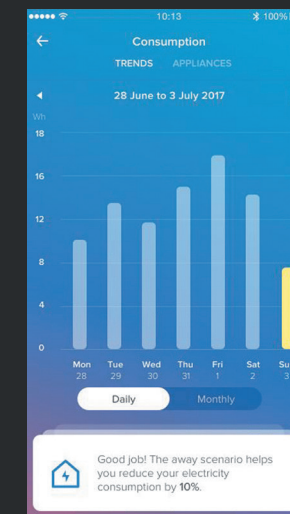 10:13 100%
Consumption
TRENDS APPLIANCES
28 June to 3 July 2017
Wh
18
16
12
8
4
0
Mon Tue Wed Thu Fri Sat Su
28 29 30 31 1 2 3
Daily Monthly
Good job! The away scenario helps
you reduce your electricity
consumption by 10%.